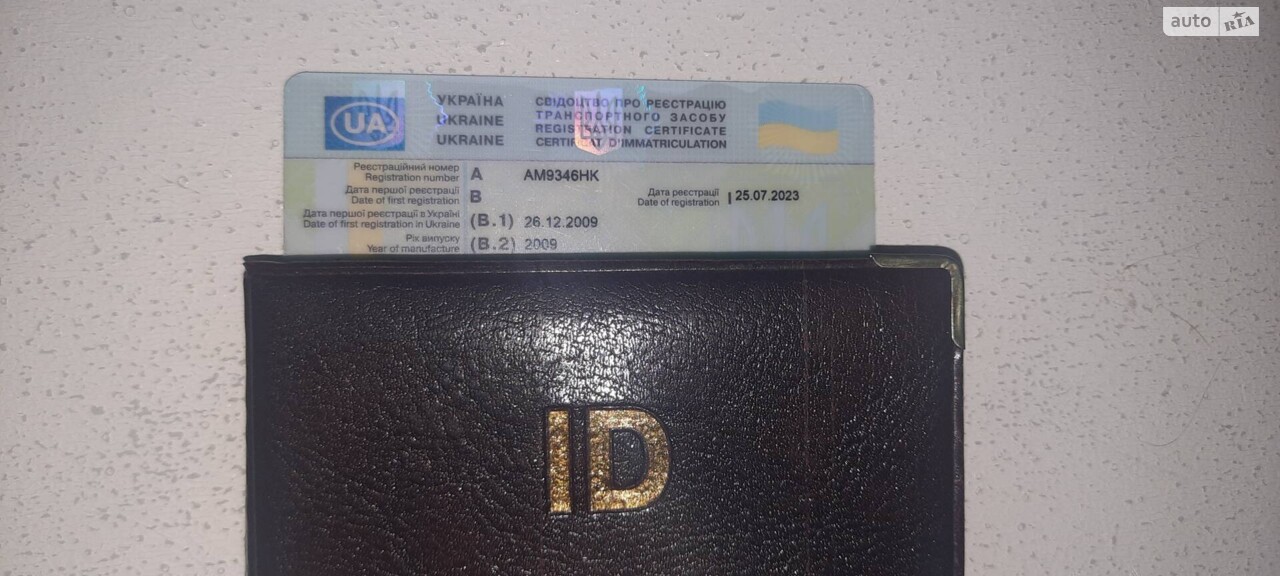 auto RIA
UA
УКРАЇНА
UKRAINE
UKRAINE
СВІДОЦТВО ПРО РЕЄСТРАЦІЮ
ТРАНСПОРТНОГО ЗАСОБУ
REGISTRATION CERTIFICATE
CERTIFICAT D'IMMATRICULATION
Реєстраційний номер
Registration number A AM9346HK
Дата першої реєстрації
Date of first registration B
Дата реєстрації
Date of registration I 25.07.2023
Дата першої реєстрації в Україні
Date of first registration in Ukraine (B.1) 26.12.2009
Рік випуску
Year of manufacture (B.2) 2009
ID